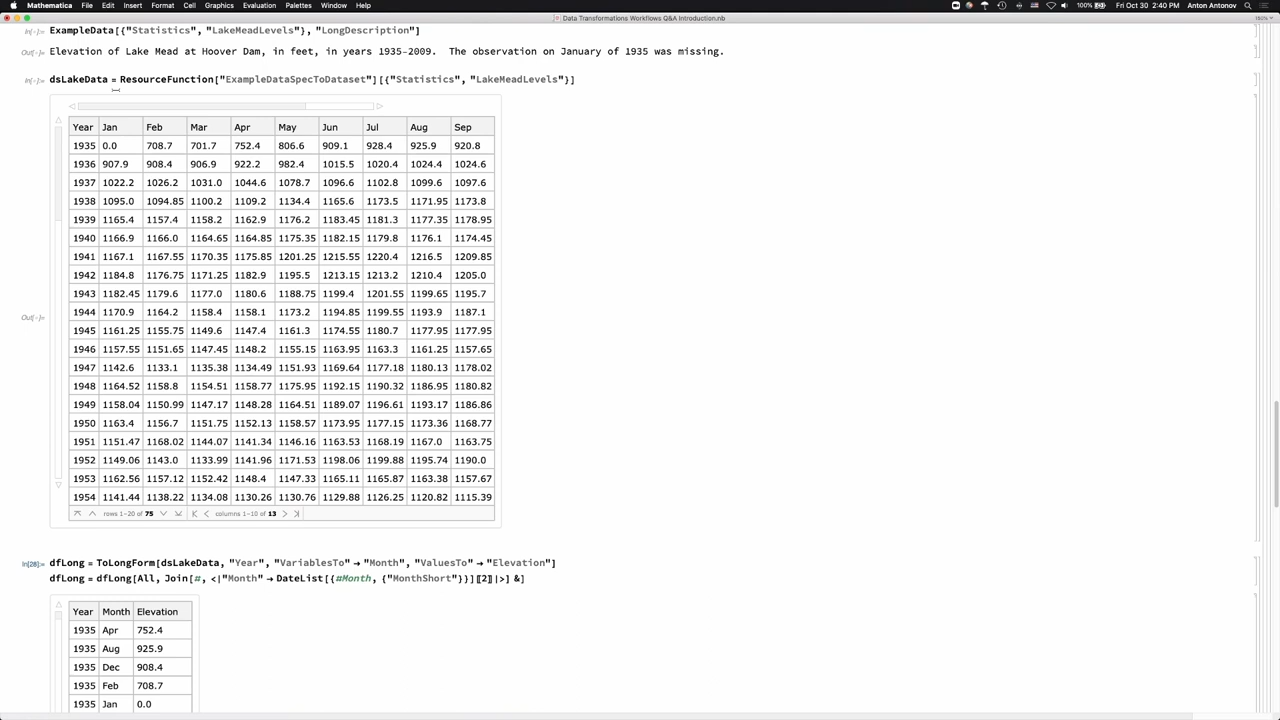 Mathematica File Edit Insert Format Cell Graphics Evaluation Palettes Window Help 100% Fri Oct 30 2:40 PM Anton Antonov
Data Transformations Workflows Q&A Introduction.nb
ExampleData[{"Statistics", "LakeMeadLevels"}, "LongDescription"]
Elevation of Lake Mead at Hoover Dam, in feet, in years 1935-2009. The observation on January of 1935 was missing.
dsLakeData = ResourceFunction["ExampleDataSpecToDataset"][{"Statistics", "LakeMeadLevels"}]
Year Jan Feb Mar Apr May Jun Jul Aug Sep
1935 0.0 708.7 701.7 752.4 806.6 909.1 928.4 925.9 920.8
1936 907.9 908.4 906.9 922.2 982.4 1015.5 1020.4 1024.4 1024.6
1937 1022.2 1026.2 1031.0 1044.6 1078.7 1096.6 1102.8 1099.6 1097.6
1938 1095.0 1094.85 1100.2 1109.2 1134.4 1165.6 1173.5 1171.95 1173.8
1939 1165.4 1157.4 1158.2 1162.9 1176.2 1183.45 1181.3 1177.35 1178.95
1940 1166.9 1166.0 1164.65 1164.85 1175.35 1182.15 1179.8 1176.1 1174.45
1941 1167.1 1167.55 1170.35 1175.85 1201.25 1215.55 1220.4 1216.5 1209.85
1942 1184.8 1176.75 1171.25 1182.9 1195.5 1213.15 1213.2 1210.4 1205.0
1943 1182.45 1179.6 1177.0 1180.6 1188.75 1199.4 1201.55 1199.65 1195.7
1944 1170.9 1164.2 1158.4 1158.1 1173.2 1194.85 1199.55 1193.9 1187.1
1945 1161.25 1155.75 1149.6 1147.4 1161.3 1174.55 1180.7 1177.95 1177.95
1946 1157.55 1151.65 1147.45 1148.2 1155.15 1163.95 1163.3 1161.25 1157.65
1947 1142.6 1133.1 1135.38 1134.49 1151.93 1169.64 1177.18 1180.13 1178.02
1948 1164.52 1158.8 1154.51 1158.77 1175.95 1192.15 1190.32 1186.95 1180.82
1949 1158.04 1150.99 1147.17 1148.28 1164.51 1189.07 1196.61 1193.17 1186.86
1950 1163.4 1156.7 1151.75 1152.13 1158.57 1173.95 1177.15 1173.36 1168.77
1951 1151.47 1168.02 1144.07 1141.34 1146.16 1163.53 1168.19 1167.0 1163.75
1952 1149.06 1143.0 1133.99 1141.96 1171.53 1198.06 1199.88 1195.74 1190.0
1953 1162.56 1157.12 1152.42 1148.4 1147.33 1165.11 1165.87 1163.38 1157.67
1954 1141.44 1138.22 1134.08 1130.26 1130.76 1129.88 1126.25 1120.82 1115.39
rows 1–20 of 75 columns 1–10 of 13
In[28]:= dfLong = ToLongForm[dsLakeData, "Year", "VariablesTo" → "Month", "ValuesTo" → "Elevation"]
dfLong = dfLong[All, Join[#, <|"Month" → DateList[{#Month, {"MonthShort"}}]〚2〛|>] &]
Year Month Elevation
1935 Apr 752.4
1935 Aug 925.9
1935 Dec 908.4
1935 Feb 708.7
1935 Jan 0.0